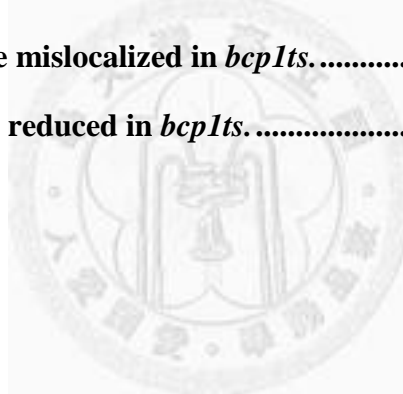 e mislocalized in bcp1ts. ............
reduced in bcp1ts. ..................